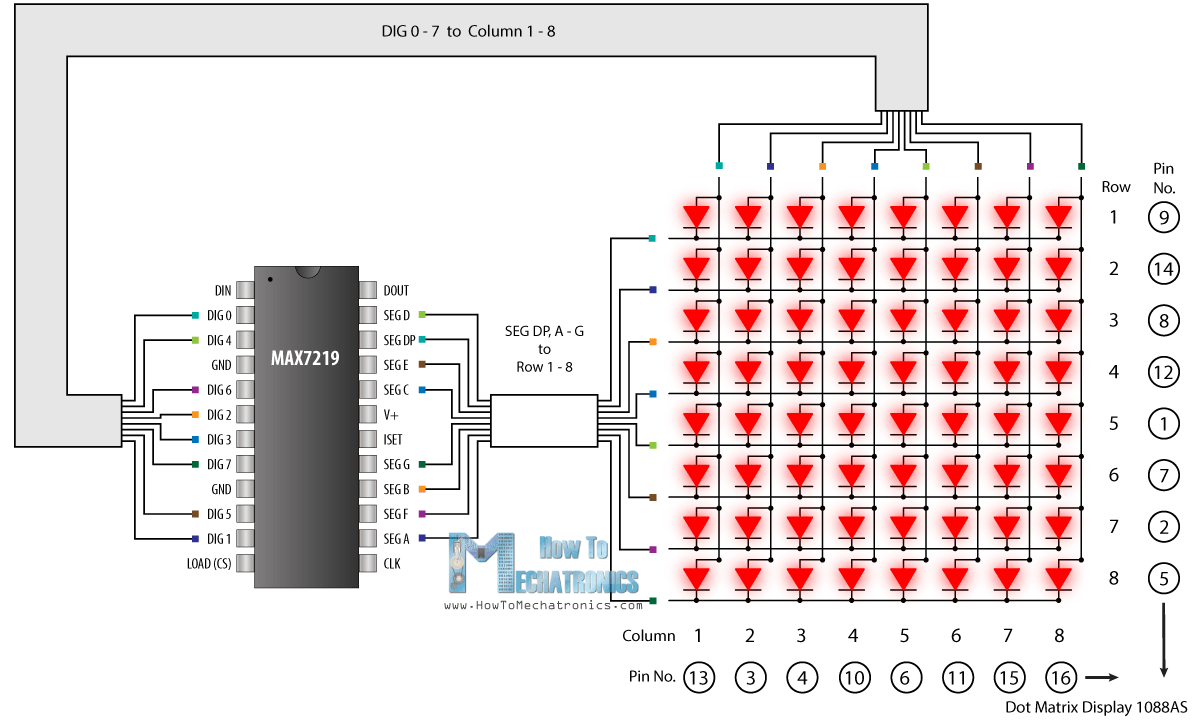 DIG 0 - 7 to Column 1 - 8
Pin
No.
Row
1 9
2 14
3 8
4 12
5 1
6 7
7 2
8 5
DIN
DIG 0
DIG 4
GND
DIG 6
DIG 2
DIG 3
DIG 7
GND
DIG 5
DIG 1
LOAD (CS)
MAX7219
DOUT
SEG D
SEG DP
SEG E
SEG C
V+
ISET
SEG G
SEG B
SEG F
SEG A
CLK
SEG DP, A - G
to
Row 1 - 8
How To
MECHATRONICS
www.HowToMechatronics.com
Column 1 2 3 4 5 6 7 8
Pin No. 13 3 4 10 6 11 15 16
Dot Matrix Display 1088AS